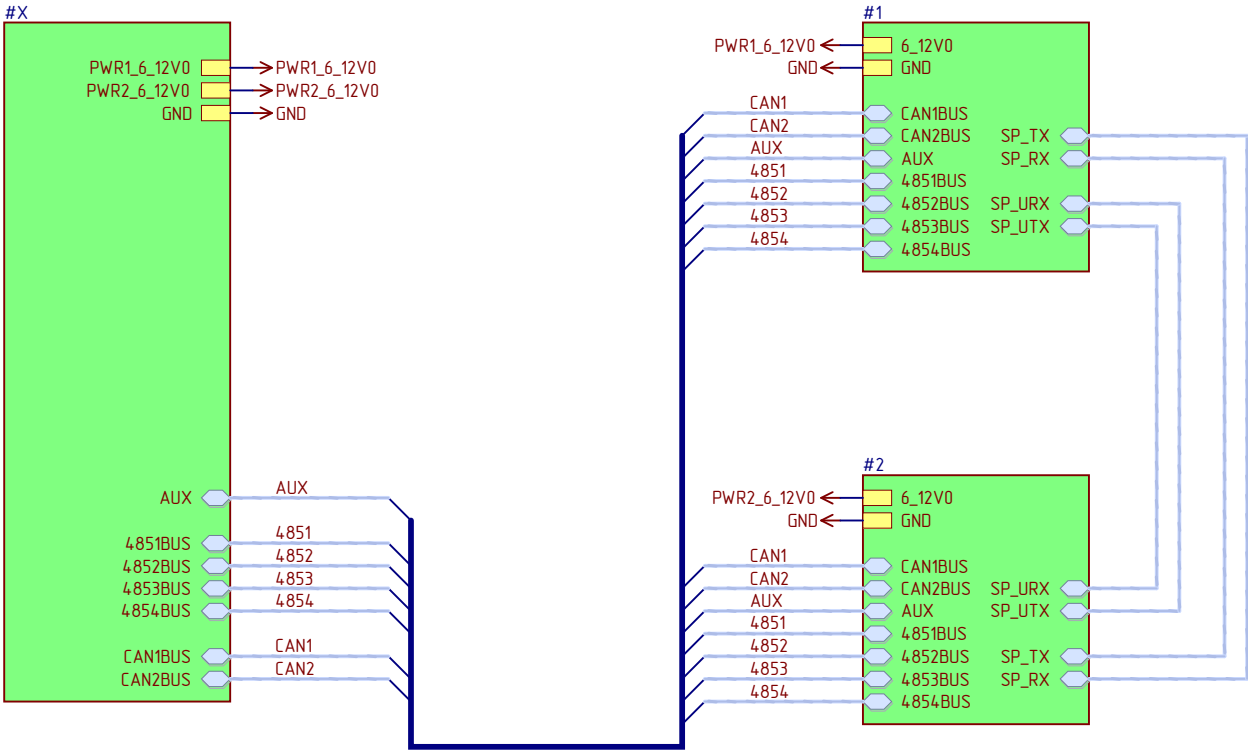 #X
PWR1_6_12V0 PWR1_6_12V0
PWR2_6_12V0 PWR2_6_12V0
GND GND
AUX AUX
4851BUS 4851
4852BUS 4852
4853BUS 4853
4854BUS 4854
CAN1BUS CAN1
CAN2BUS CAN2
#1
PWR1_6_12V0 6_12V0
GND GND
CAN1 CAN1BUS
CAN2 CAN2BUS SP_TX
AUX AUX SP_RX
4851 4851BUS
4852 4852BUS SP_URX
4853 4853BUS SP_UTX
4854 4854BUS
#2
PWR2_6_12V0 6_12V0
GND GND
CAN1 CAN1BUS
CAN2 CAN2BUS SP_URX
AUX AUX SP_UTX
4851 4851BUS
4852 4852BUS SP_TX
4853 4853BUS SP_RX
4854 4854BUS